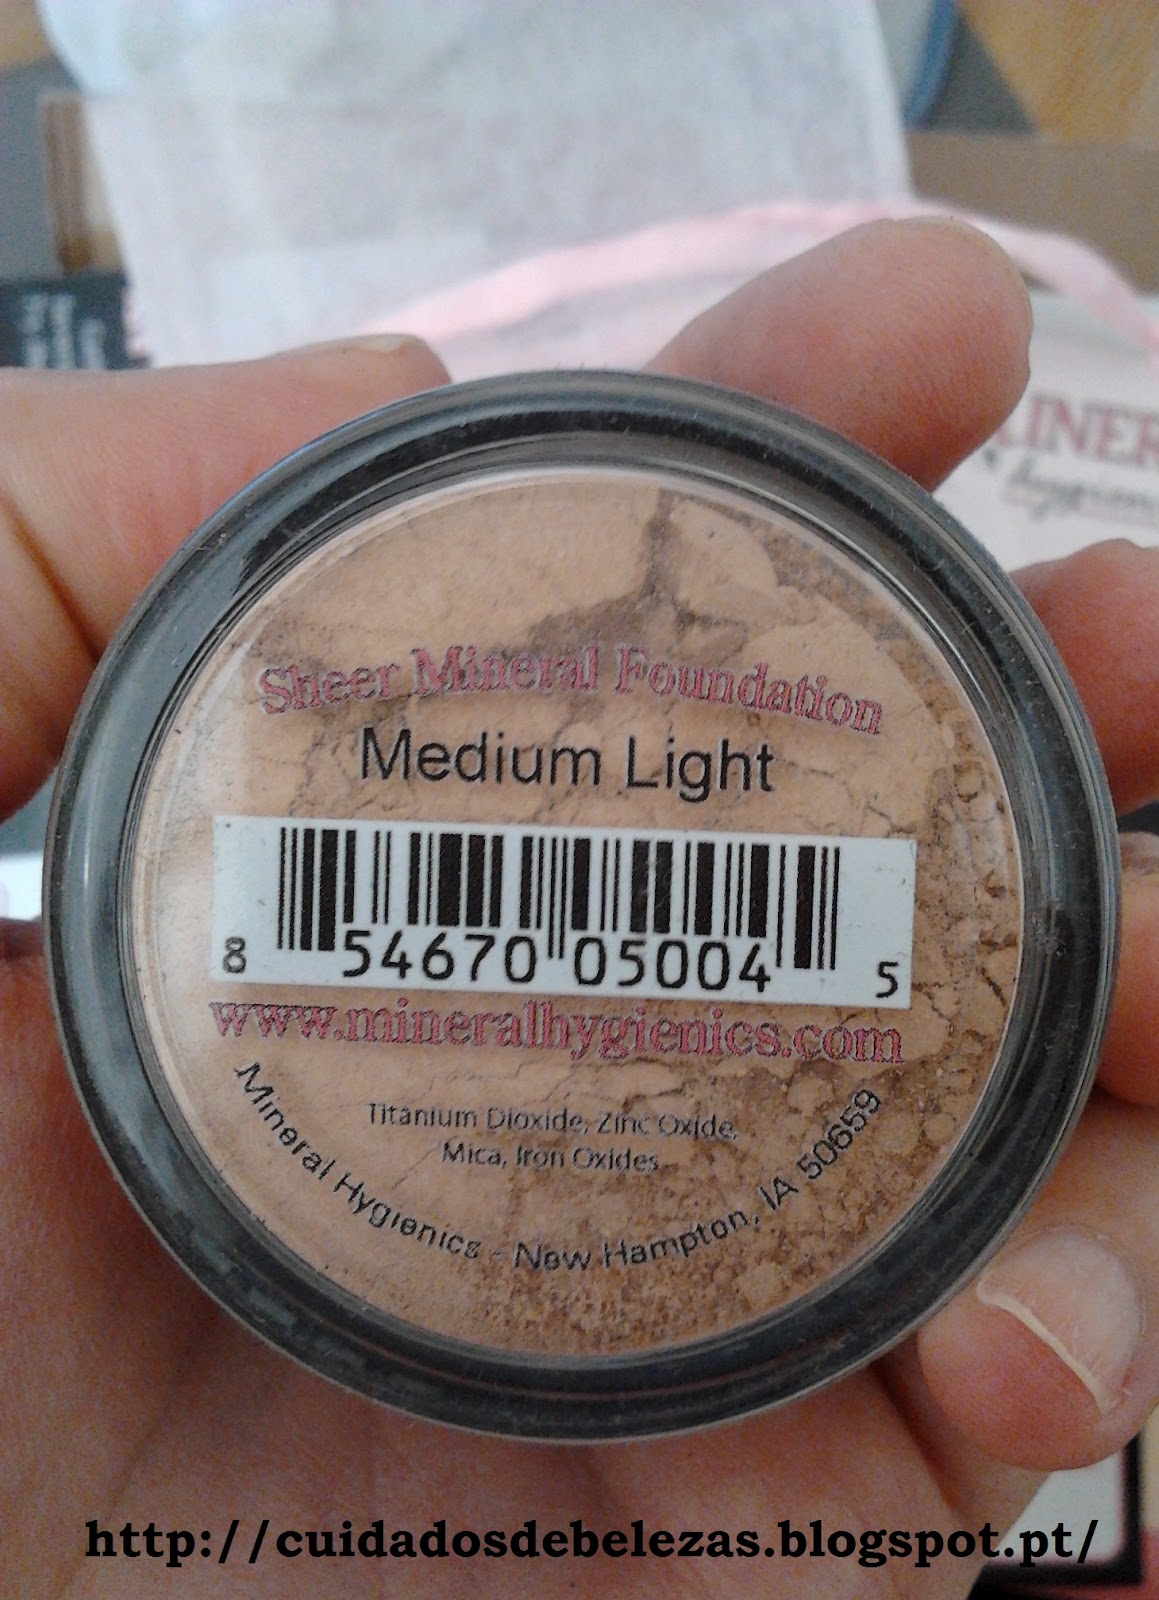 Sheer Mineral Foundation
Medium Light
8 54670 05004 5
www.mineralhygienics.com
Titanium Dioxide, Zinc Oxide,
Mica, Iron Oxides
Mineral Hygienics - New Hampton, IA 50659
http://cuidadosdebelezas.blogspot.pt/